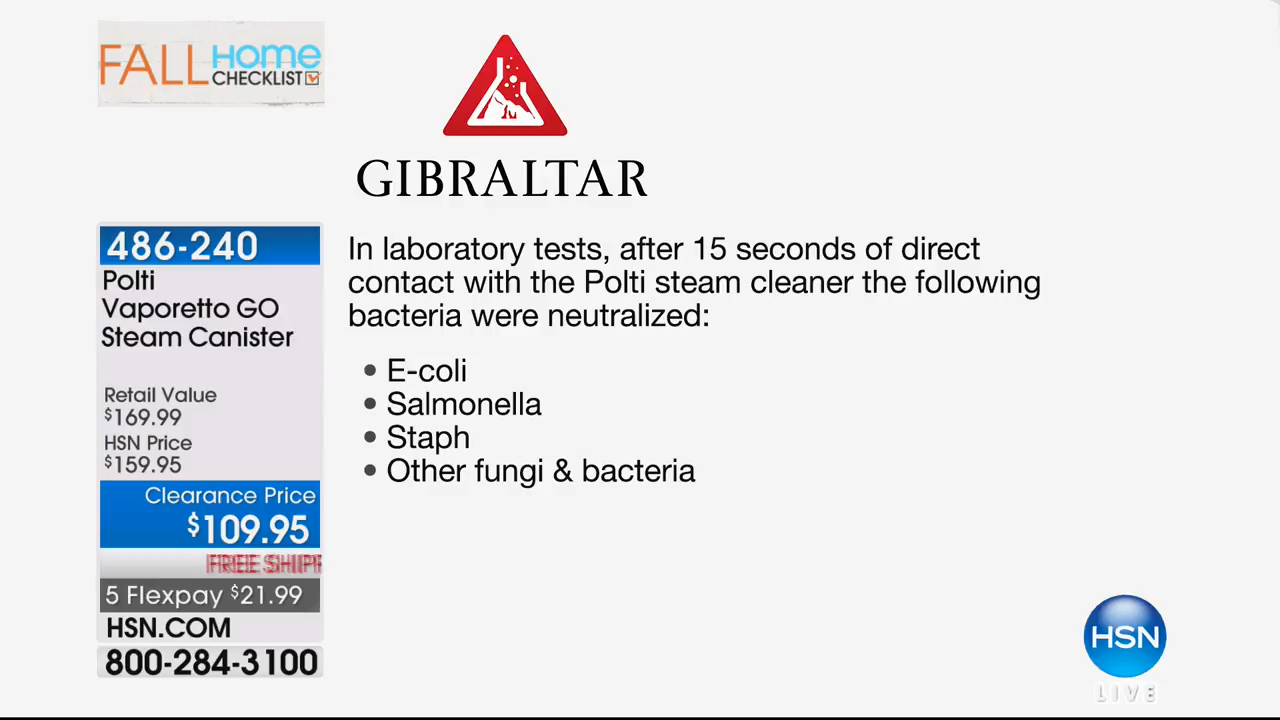 FALL Home
CHECKLIST
GIBRALTAR
486-240
Polti
Vaporetto GO
Steam Canister
Retail Value
$169.99
HSN Price
$159.95
Clearance Price
$109.95
FREE SHIP
5 Flexpay $21.99
HSN.COM
800-284-3100
In laboratory tests, after 15 seconds of direct
contact with the Polti steam cleaner the following
bacteria were neutralized:
• E-coli
• Salmonella
• Staph
• Other fungi & bacteria
HSN
LIVE